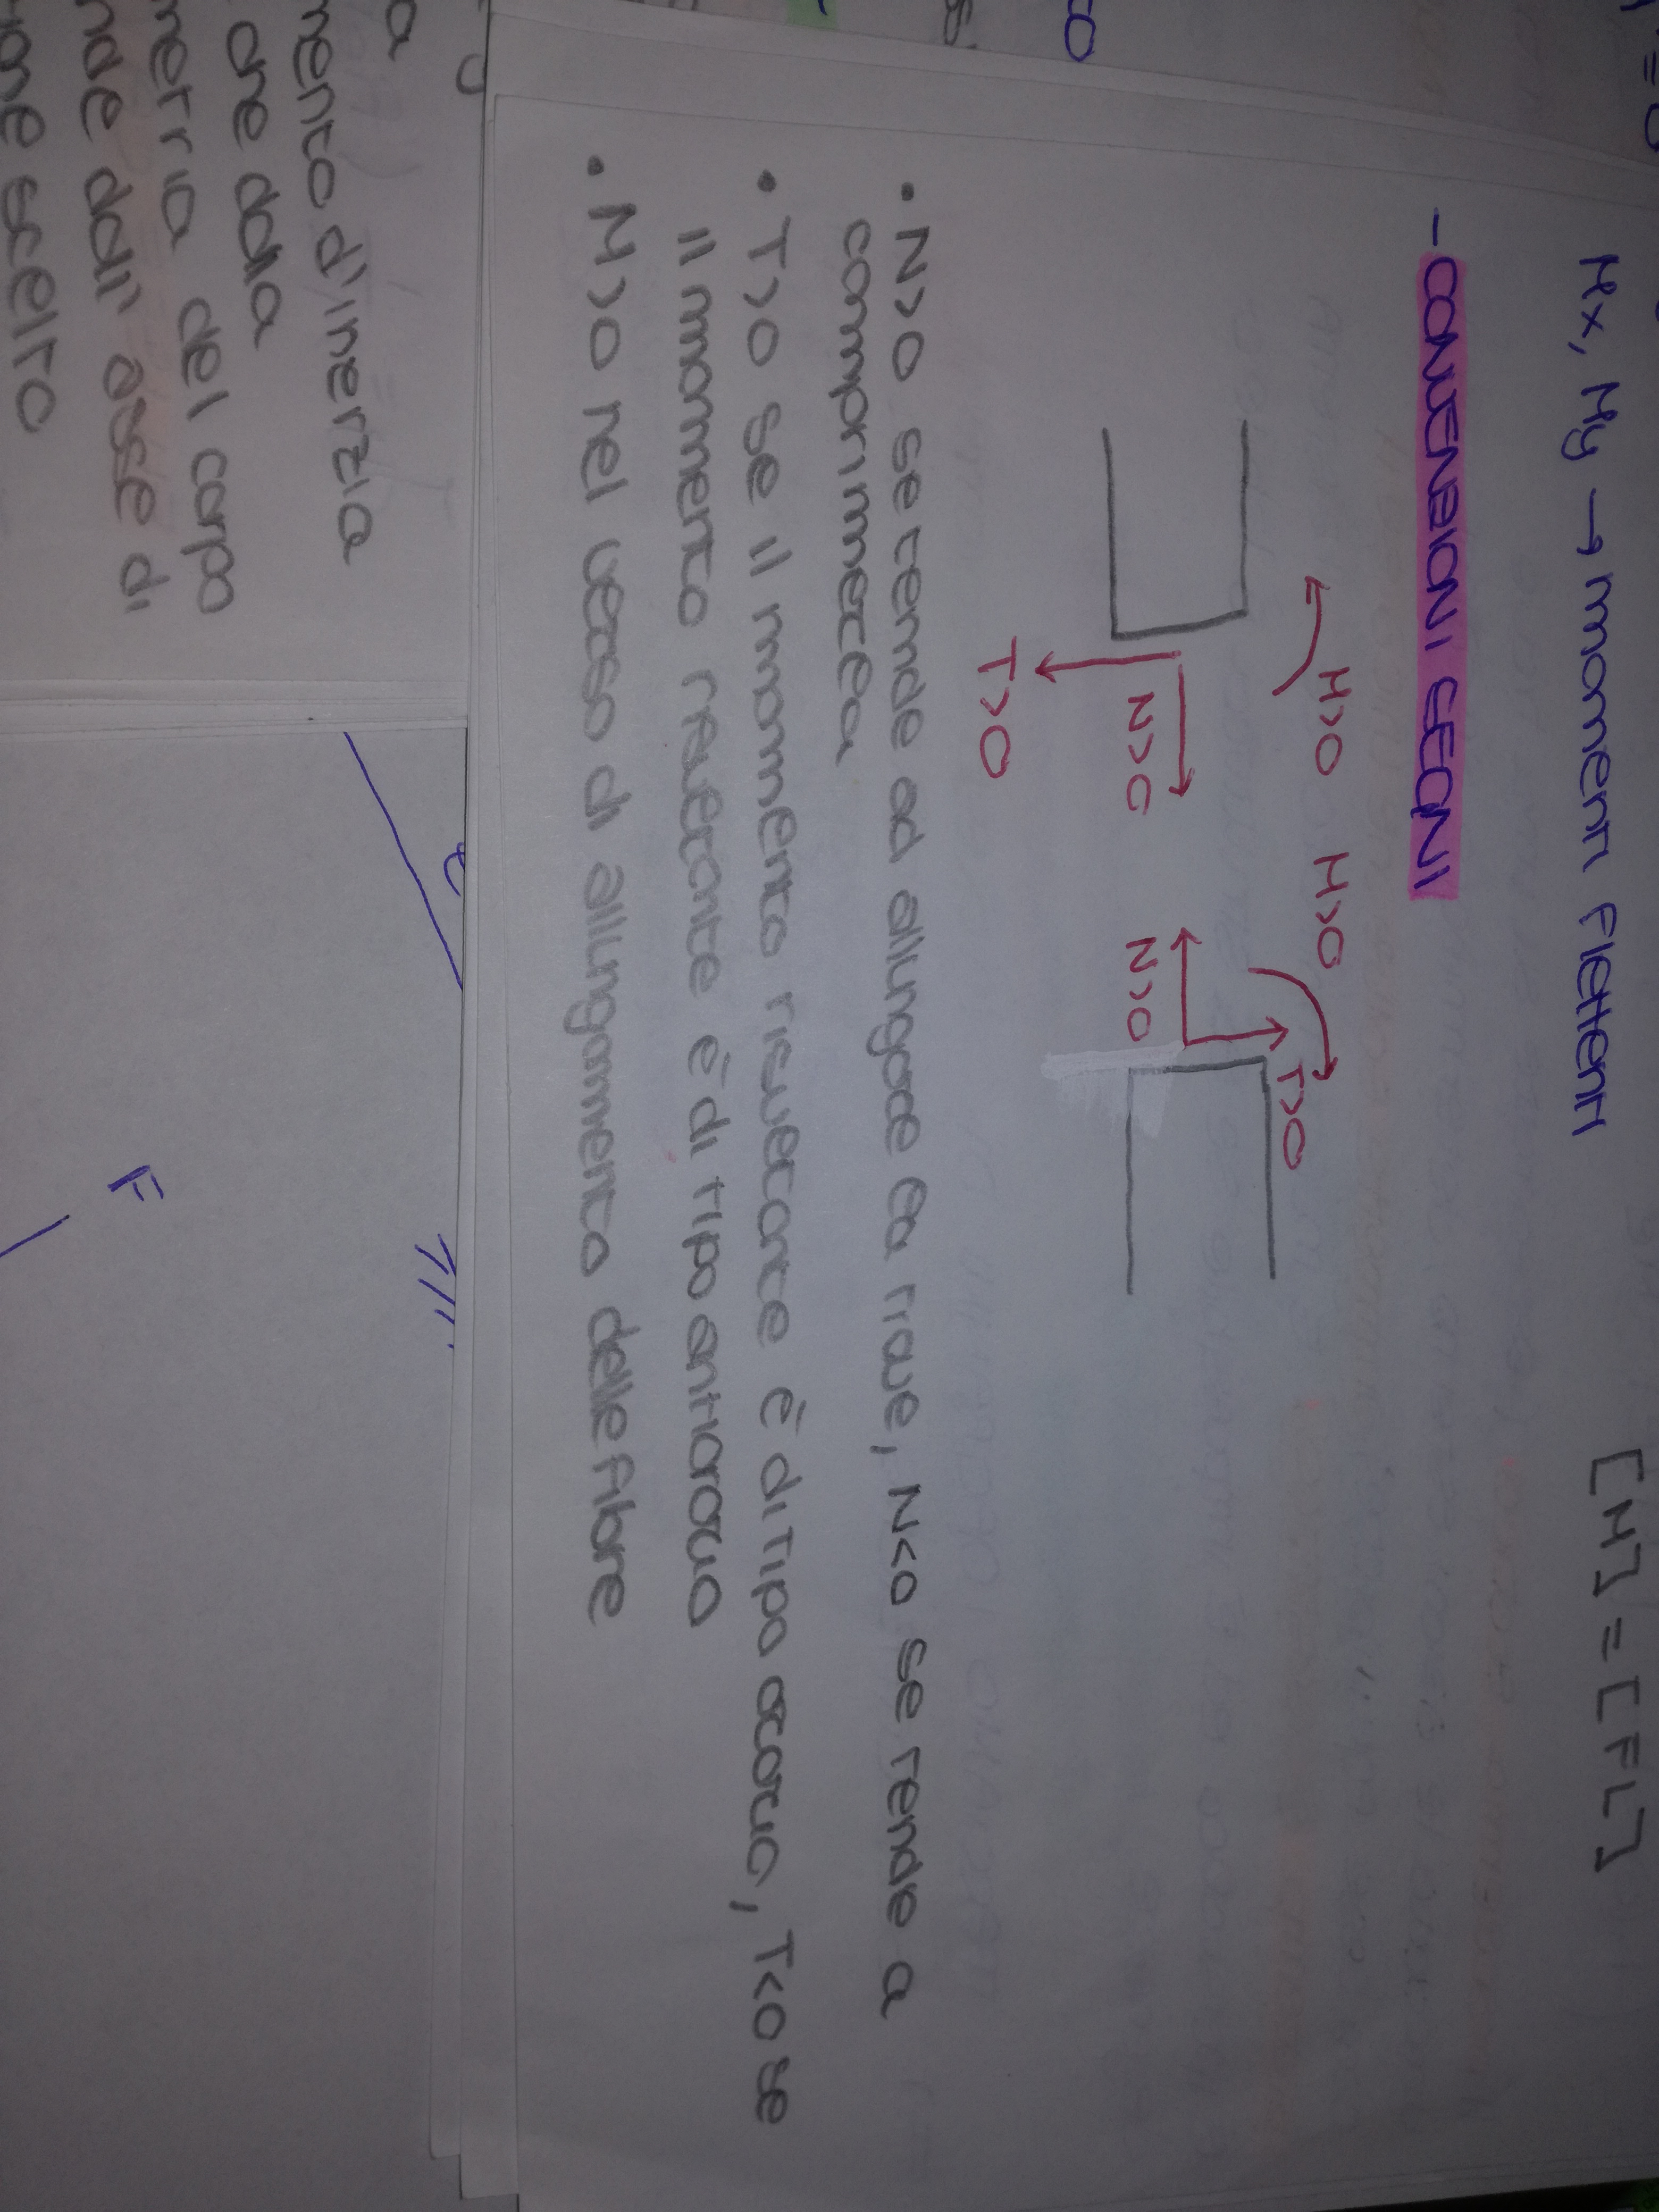 Mx, My → momenti flettenti
[M] = [FL]
- CONVENZIONI SEGNI
M>0
M>0
T>0
N>0
N>0
T>0
• N>0 se tende ad allungare la trave, N<0 se tende a
comprimerla
• T>0 se il momento risultante è di tipo orario, T<0 se
il momento risultante è di tipo antiorario
• M>0 nel verso di allungamento delle fibre
a
mento d'inerzia
one dalla
metria del corpo
nde dall' asse di
ione scelto
F